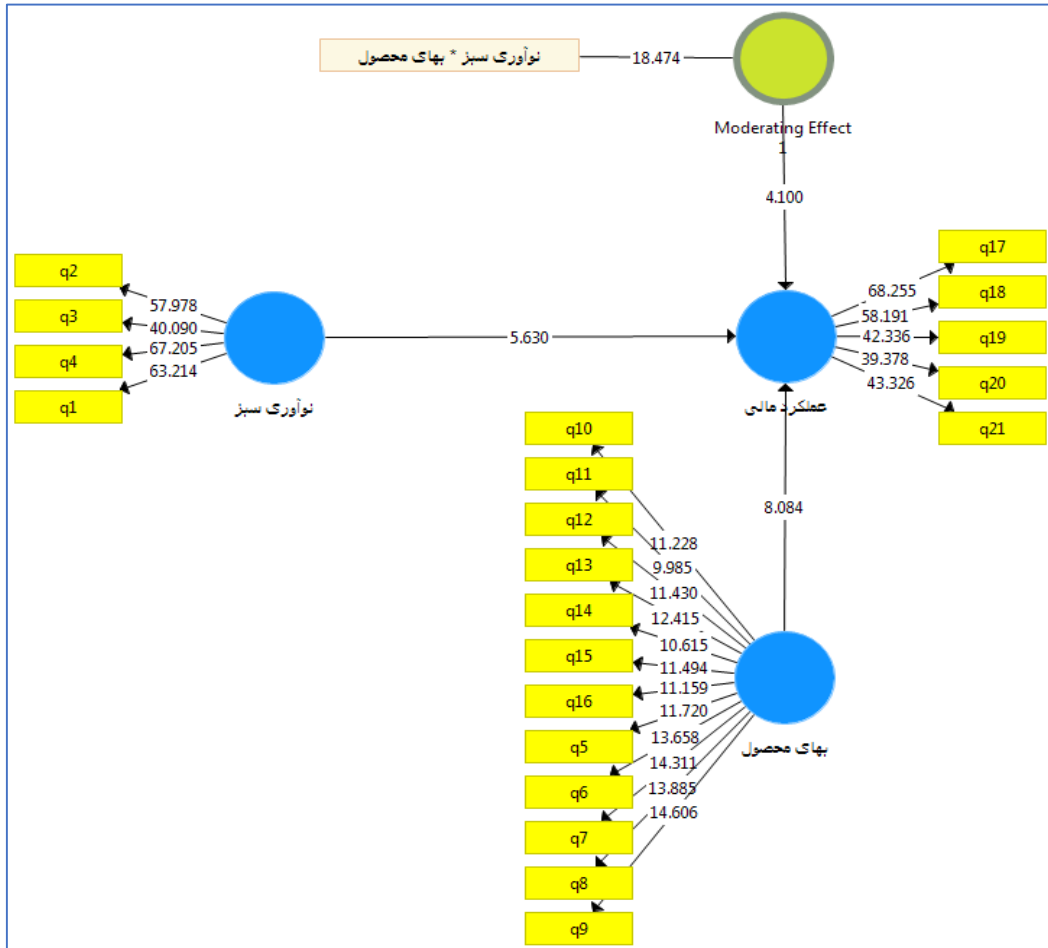 نوآوری سبز * بهای محصول
18.474
Moderating Effect
1
4.100
q2
q3
q4
q1
57.978
40.090
67.205
63.214
نوآوری سبز
5.630
عملکرد مالی
68.255
58.191
42.336
39.378
43.326
q17
q18
q19
q20
q21
8.084
q10
q11
q12
q13
q14
q15
q16
q5
q6
q7
q8
q9
11.228
9.985
11.430
12.415
10.615
11.494
11.159
11.720
13.658
14.311
13.885
14.606
بهای محصول